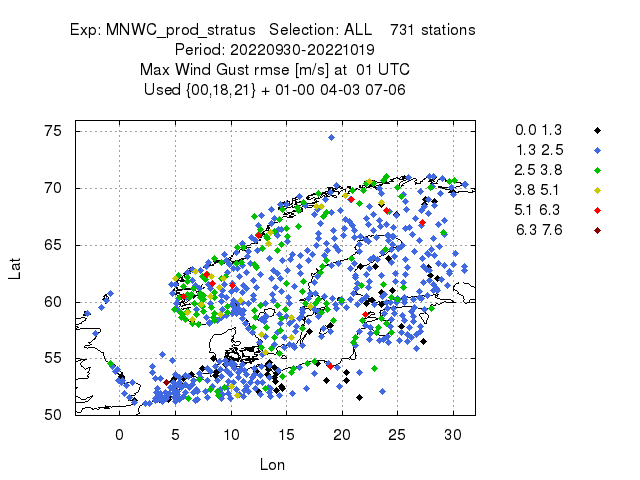 Exp: MNWC_prod_stratus   Selection: ALL    731 stations
Period: 20220930-20221019
Max Wind Gust rmse [m/s] at  01 UTC
Used {00,18,21} + 01-00 04-03 07-06
0.0 1.3
1.3 2.5
2.5 3.8
3.8 5.1
5.1 6.3
6.3 7.6
75
70
65
60
55
50
Lat
0 5 10 15 20 25 30
Lon